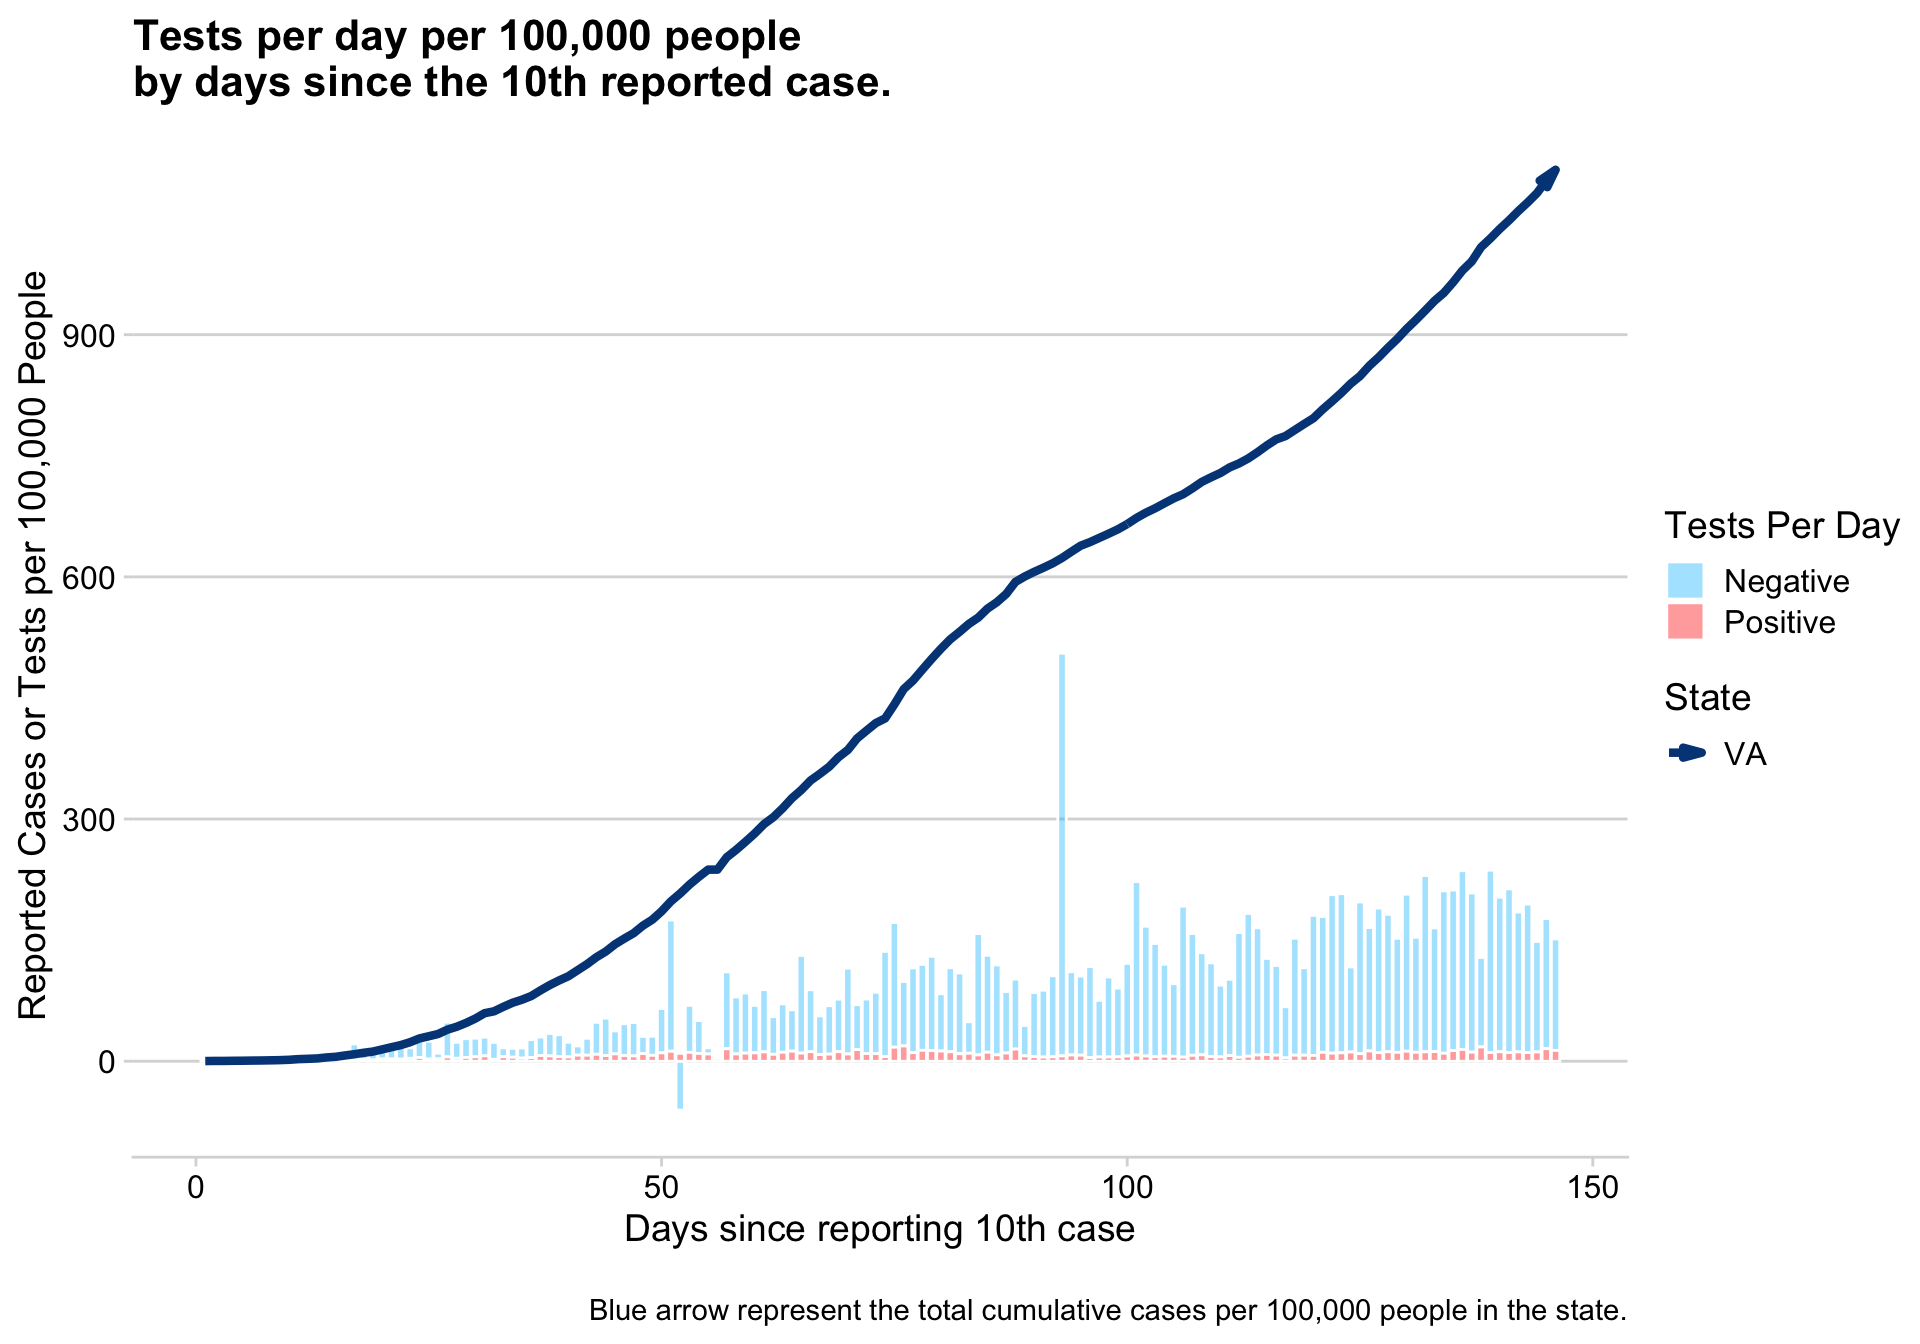 Tests per day per 100,000 people
by days since the 10th reported case.
Reported Cases or Tests per 100,000 People
900
600
300
0
0
50
100
150
Days since reporting 10th case
Tests Per Day
Negative
Positive
State
VA
Blue arrow represent the total cumulative cases per 100,000 people in the state.